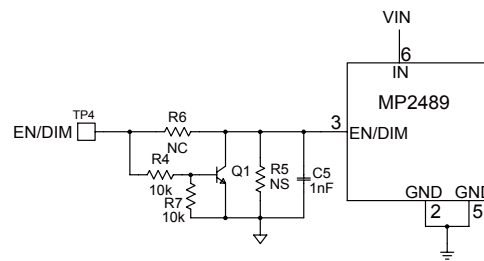 VIN
6
IN
MP2489
TP4
EN/DIM
R6
NC
3
EN/DIM
R4
10k
Q1
R5
NS
C5
1nF
R7
10k
GND
2
GND
5